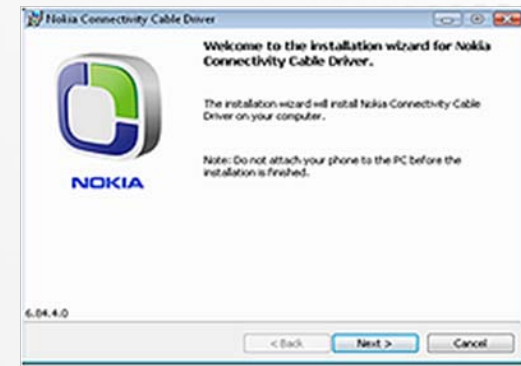 Nokia Connectivity Cable Driver
Welcome to the installation wizard for Nokia
Connectivity Cable Driver.
The installation wizard will install Nokia Connectivity Cable
Driver on your computer.
Note: Do not attach your phone to the PC before the
installation is finished.
NOKIA
6.84.4.0
< Back
Next >
Cancel